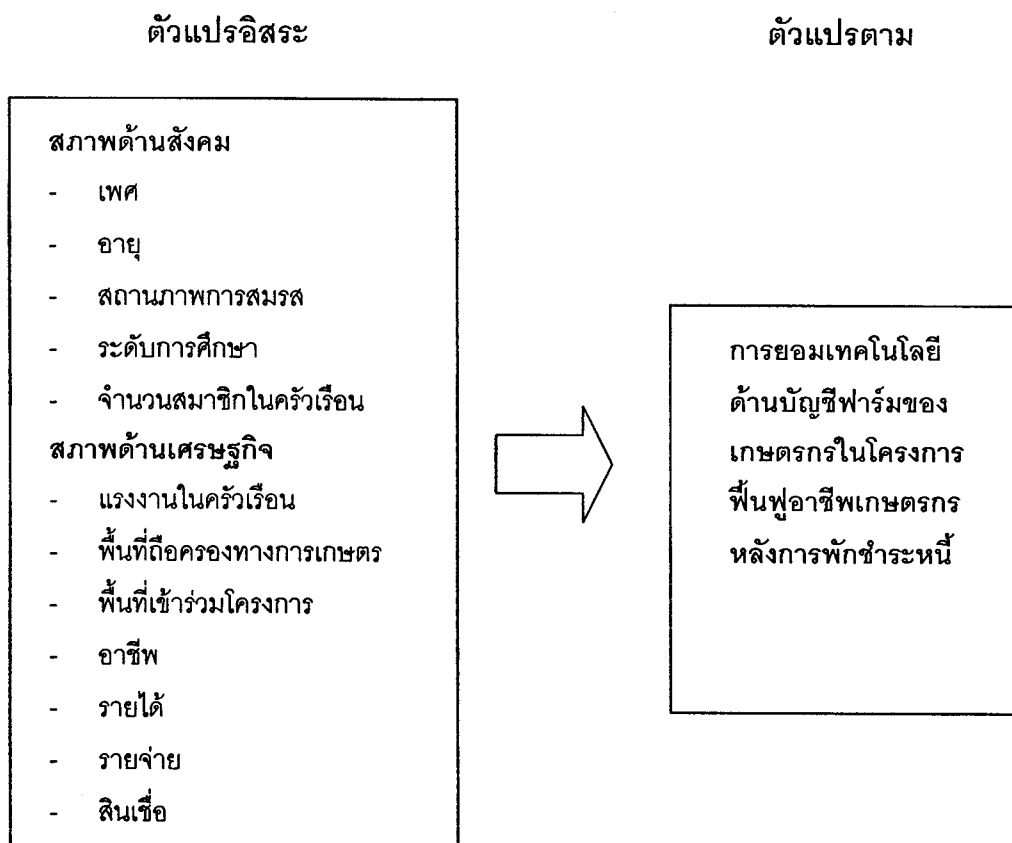 ตัวแปรอิสระ
ตัวแปรตาม
สภาพด้านสังคม
- เพศ
- อายุ
- สถานภาพการสมรส
- ระดับการศึกษา
- จำนวนสมาชิกในครัวเรือน
สภาพด้านเศรษฐกิจ
- แรงงานในครัวเรือน
- พื้นที่ถือครองทางการเกษตร
- พื้นที่เข้าร่วมโครงการ
- อาชีพ
- รายได้
- รายจ่าย
- สินเชื่อ
การยอมเทคโนโลยี
ด้านบัญชีฟาร์มของ
เกษตรกรในโครงการ
ฟื้นฟูอาชีพเกษตรกร
หลังการพักชำระหนี้